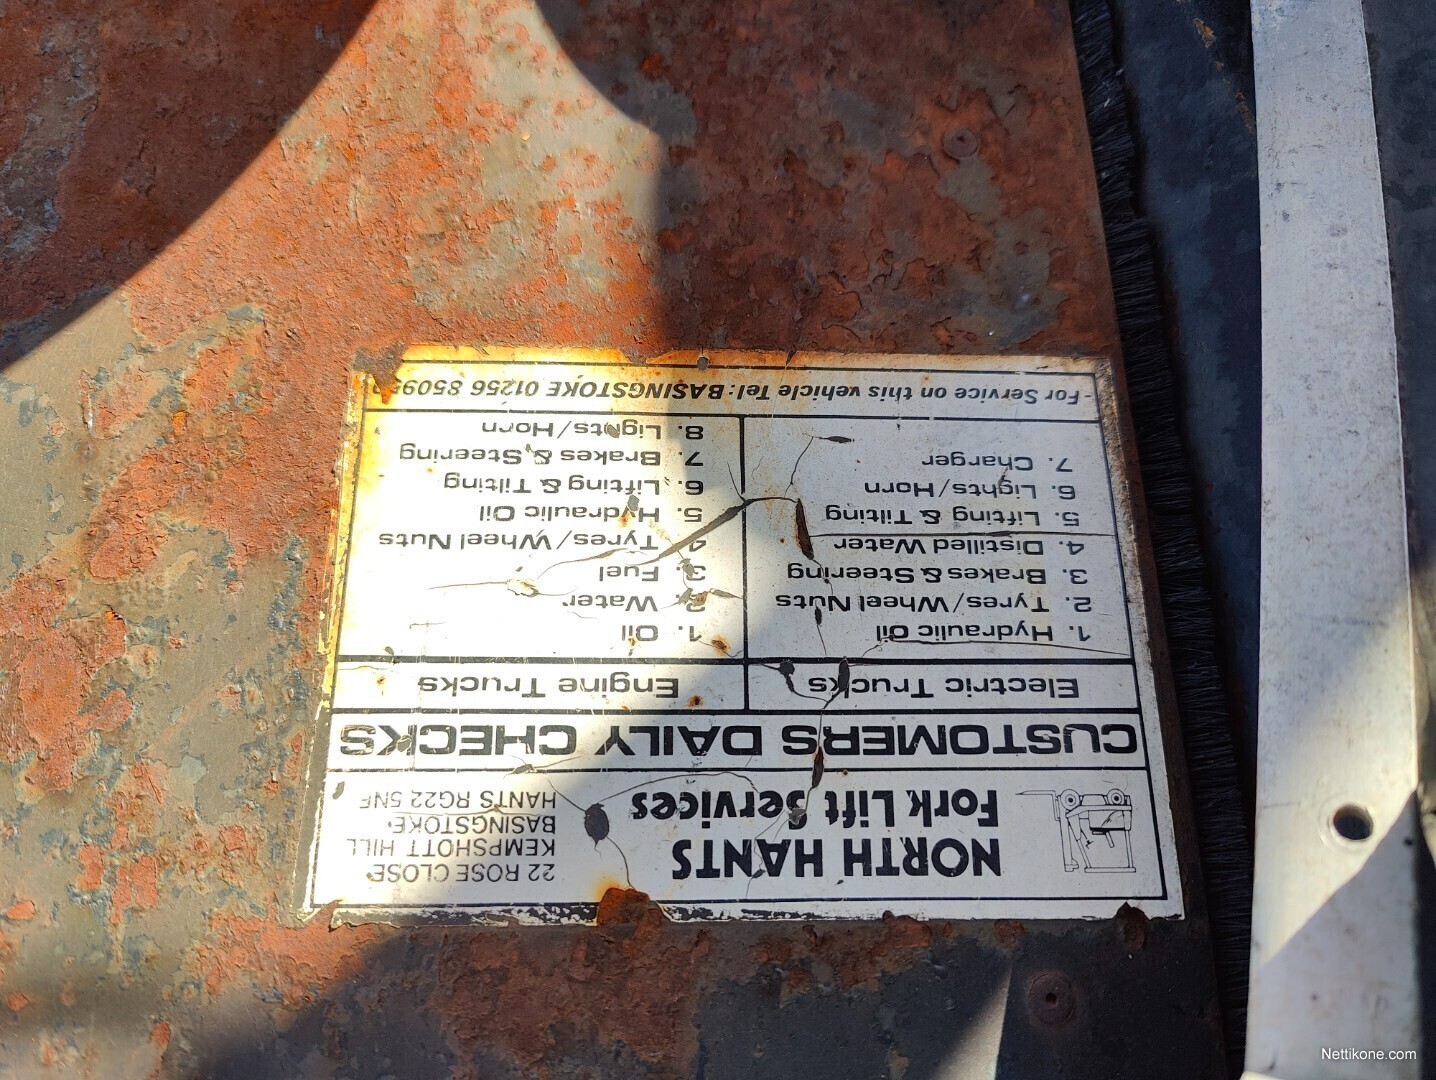 NORTH HANTS
Fork Lift Services
22 ROSE CLOSE
KEMPSHOTT HILL
BASINGSTOKE
HANTS RG22 5NF
CUSTOMERS DAILY CHECKS
Electric Trucks
1. Hydraulic Oil
2. Tyres/Wheel Nuts
3. Brakes & Steering
4. Distilled Water
5. Lifting & Tilting
6. Lights/Horn
7. Charger
Engine Trucks
1. Oil
2. Water
3. Fuel
4. Tyres/Wheel Nuts
5. Hydraulic Oil
6. Lifting & Tilting
7. Brakes & Steering
8. Lights/Horn
For Service on this vehicle Tel: BASINGSTOKE 01256
Nettikone.com